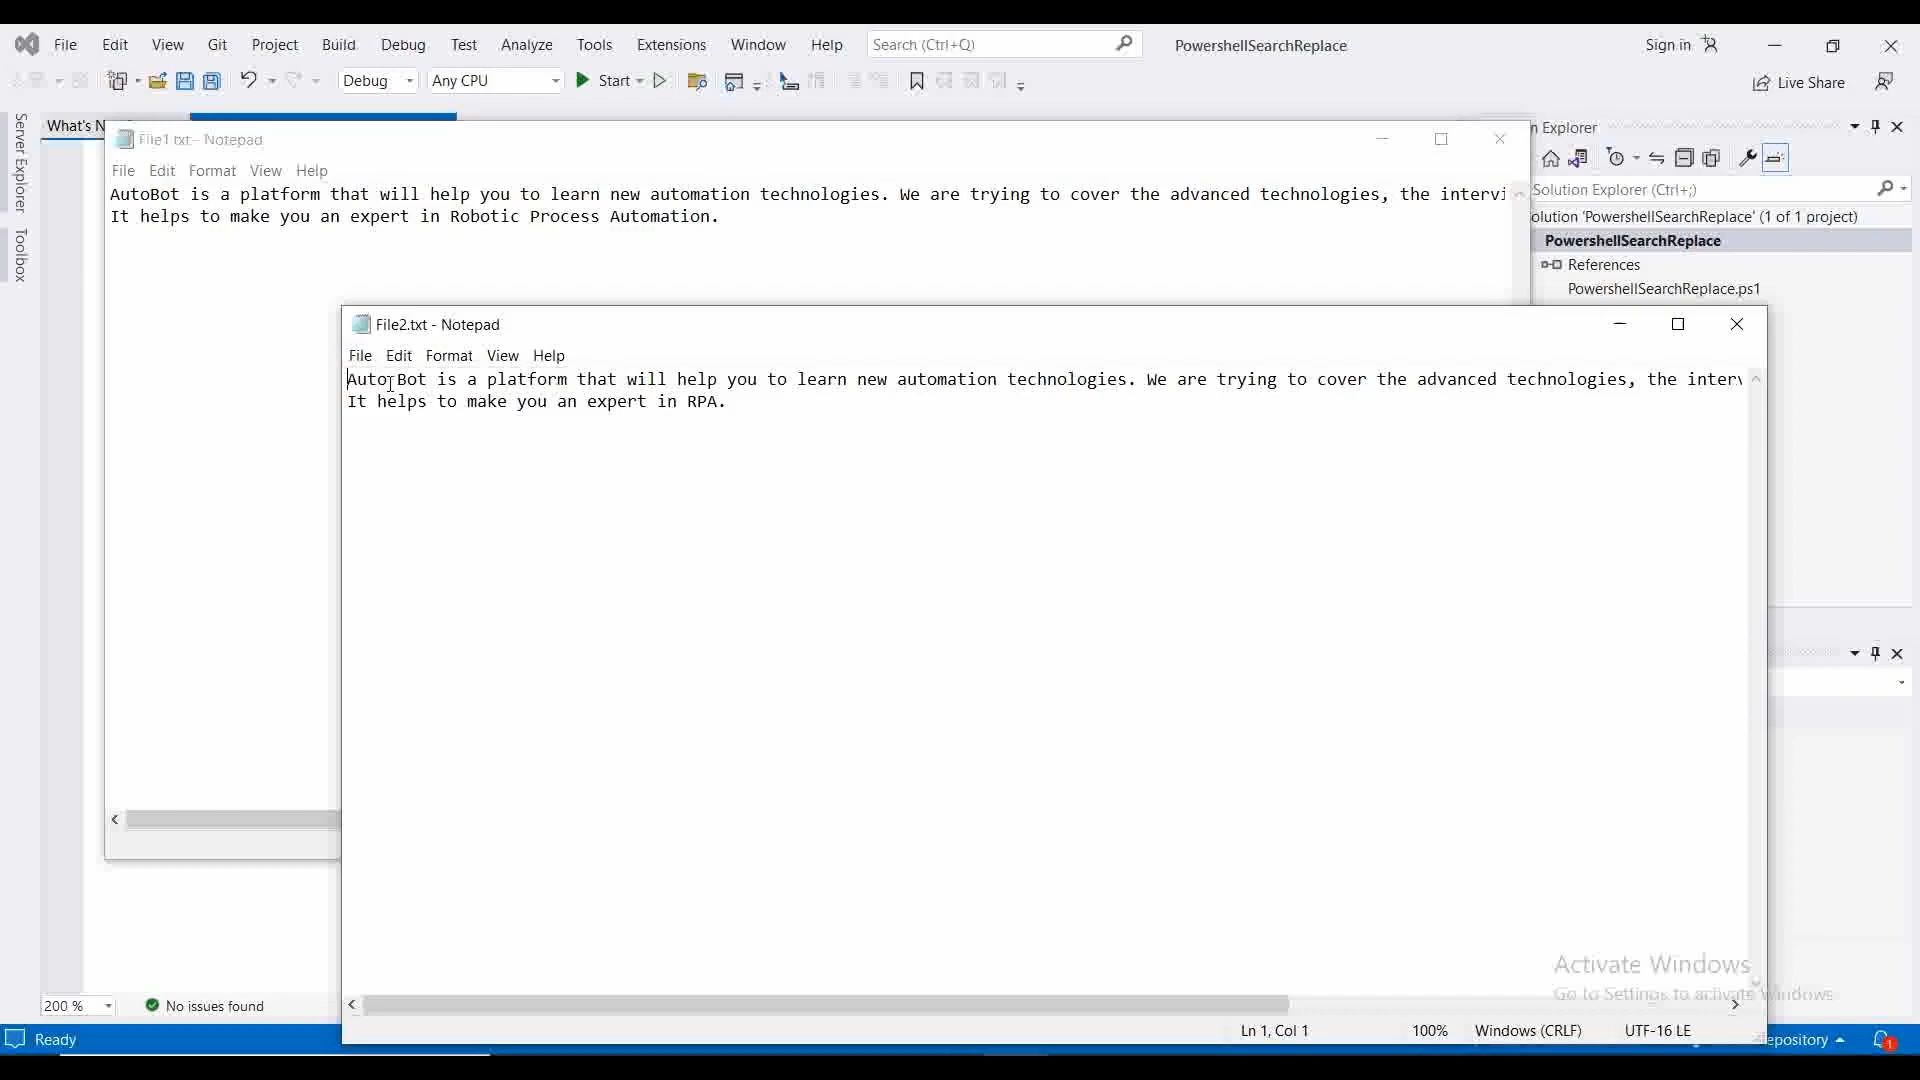 File Edit View Git Project Build Debug Test Analyze Tools Extensions Window Help Search (Ctrl+Q) PowershellSearchReplace Sign in
Debug Any CPU Start Live Share
Server Explorer
Toolbox
What's N
File1.txt - Notepad
File Edit Format View Help
AutoBot is a platform that will help you to learn new automation technologies. We are trying to cover the advanced technologies, the intervi
It helps to make you an expert in Robotic Process Automation.
n Explorer
Solution Explorer (Ctrl+;)
olution 'PowershellSearchReplace' (1 of 1 project)
PowershellSearchReplace
References
PowershellSearchReplace.ps1
File2.txt - Notepad
File Edit Format View Help
Auto Bot is a platform that will help you to learn new automation technologies. We are trying to cover the advanced technologies, the interv
It helps to make you an expert in RPA.
Activate Windows
Go to Settings to activate Windows.
200 % No issues found
Ln 1, Col 1 100% Windows (CRLF) UTF-16 LE
Ready epository 1